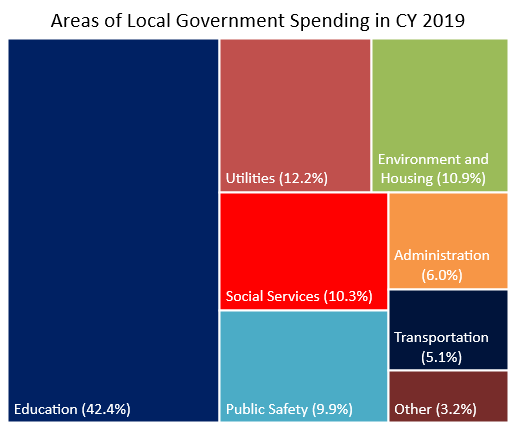 Areas of Local Government Spending in CY 2019
Education (42.4%)
Utilities (12.2%)
Environment and
Housing (10.9%)
Social Services (10.3%)
Public Safety (9.9%)
Administration
(6.0%)
Transportation
(5.1%)
Other (3.2%)